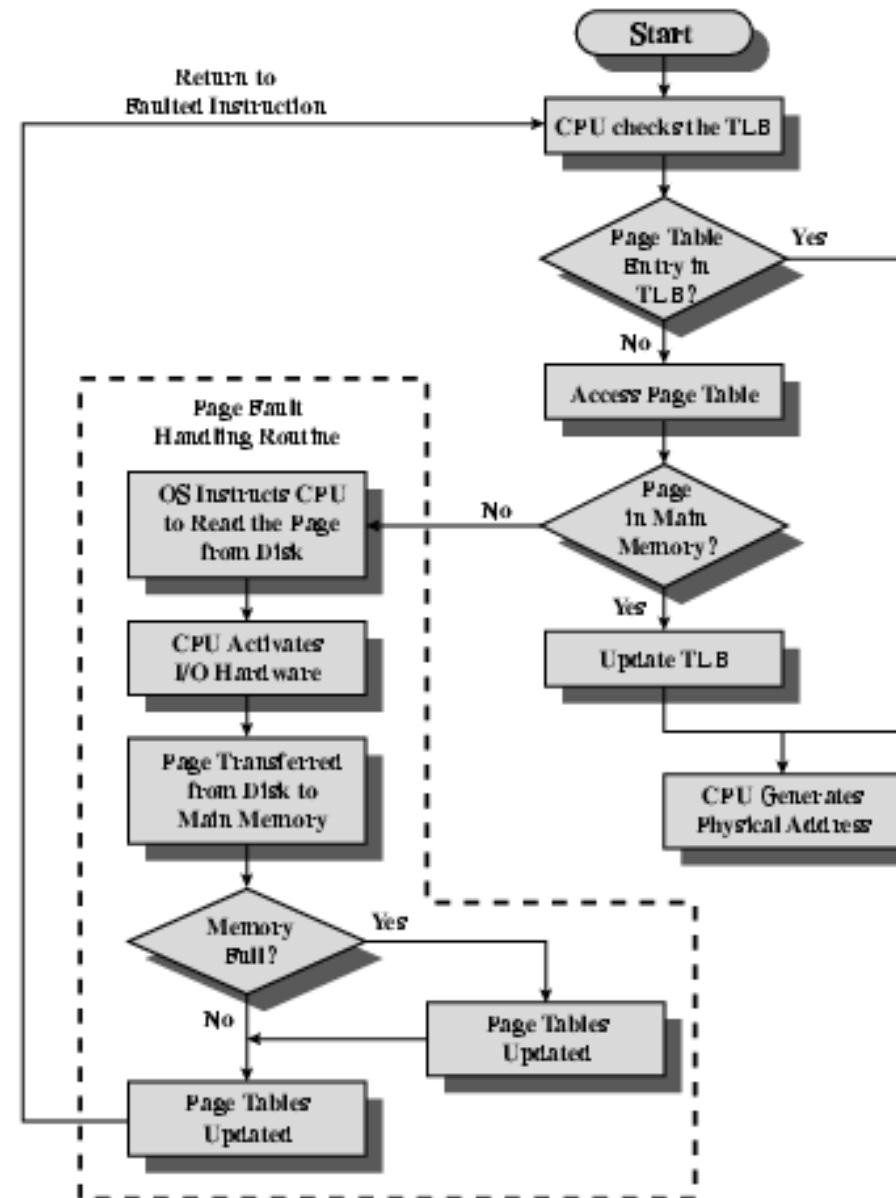 Start
Return to
Faulted Instruction
CPU checks the TLB
Page Table
Entry in
TLB?
Yes
No
Access Page Table
Page Fault
Handling Routine
OS Instructs CPU
to Read the Page
from Disk
No
Page
in Main
Memory?
Yes
CPU Activates
I/O Hardware
Update TLB
Page Transferred
from Disk to
Main Memory
CPU Generates
Physical Address
Memory
Full?
Yes
No
Page Tables
Updated
Page Tables
Updated